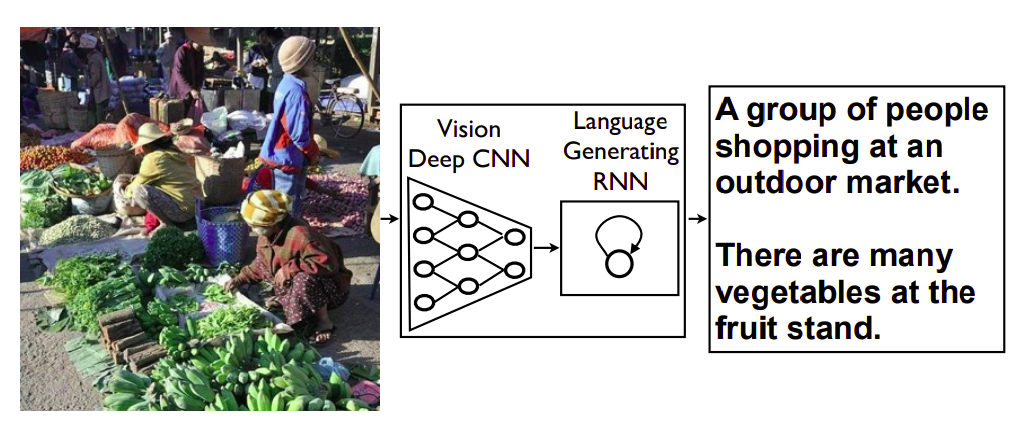 Vision
Deep CNN
Language
Generating
RNN
A group of people
shopping at an
outdoor market.
There are many
vegetables at the
fruit stand.